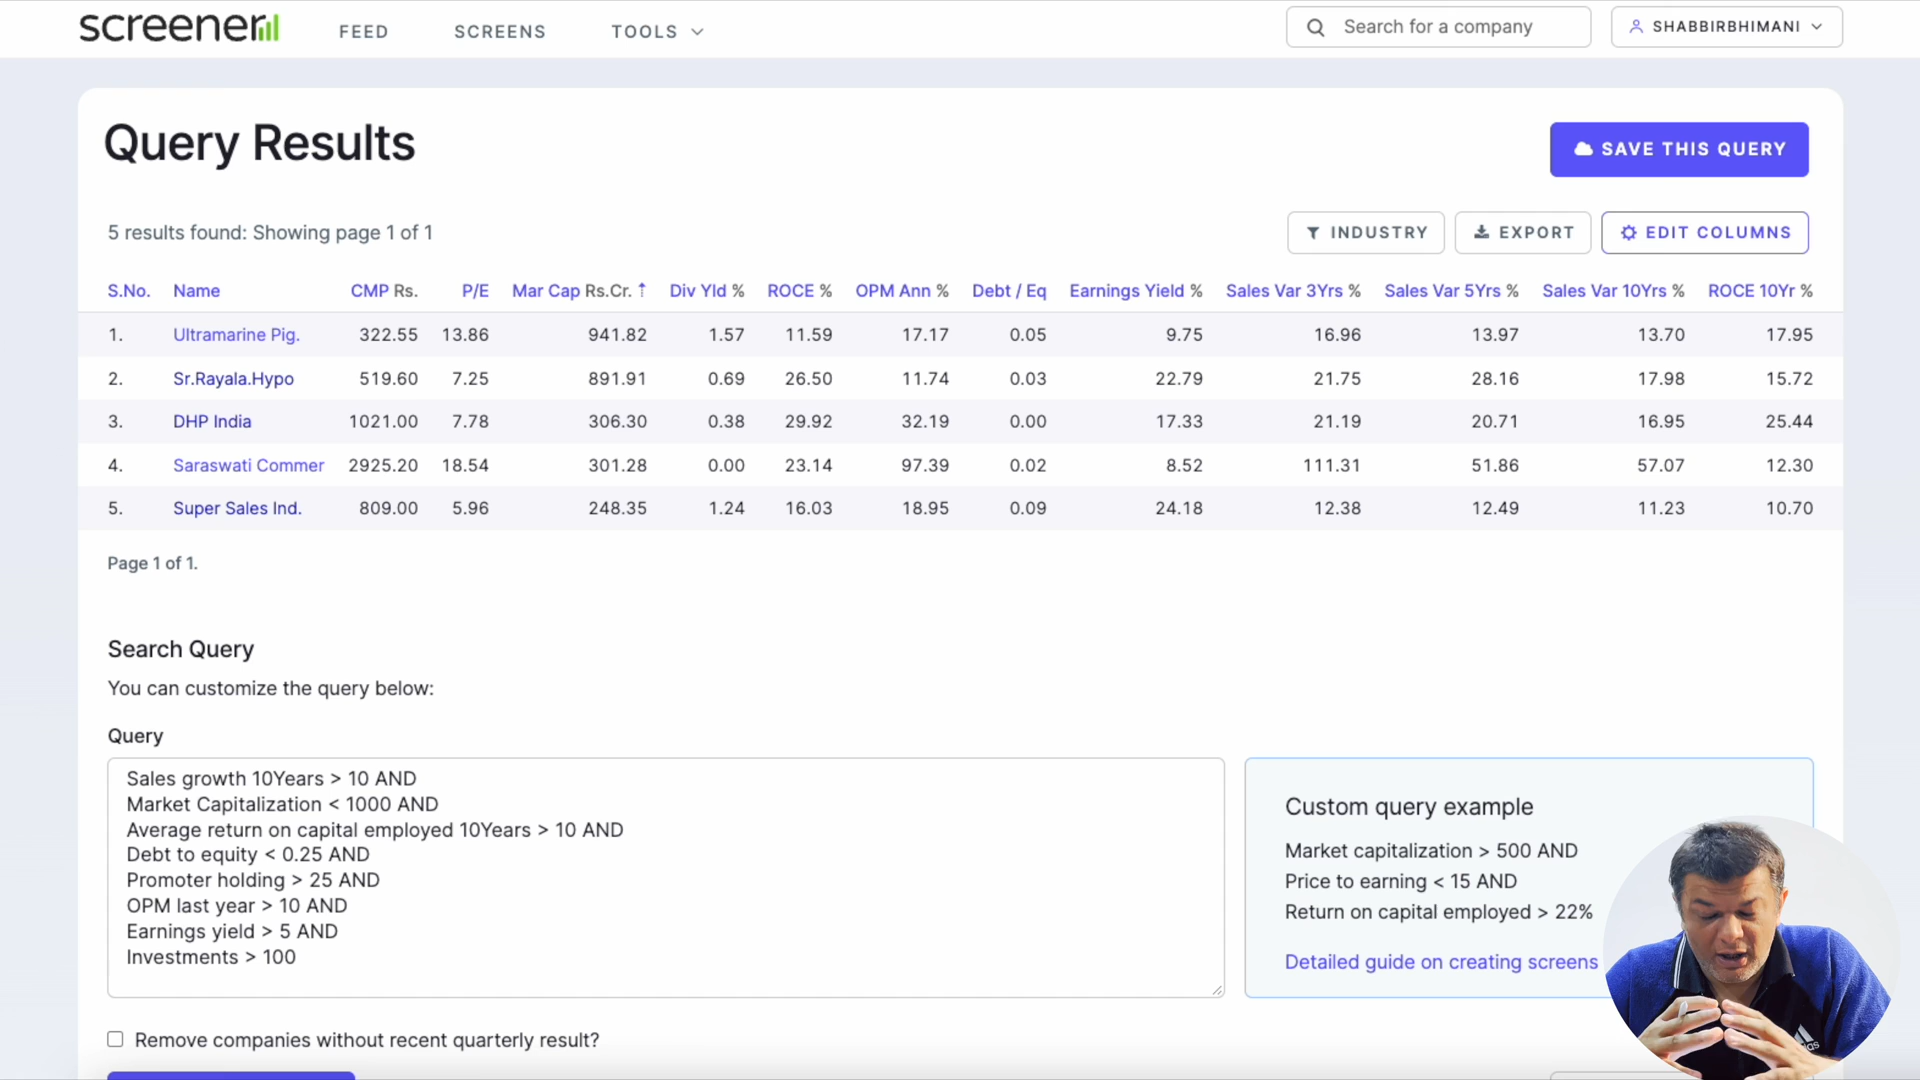 screener
FEED
SCREENS
TOOLS
Search for a company
SHABBIRBHIMANI
Query Results
SAVE THIS QUERY
5 results found: Showing page 1 of 1
INDUSTRY
EXPORT
EDIT COLUMNS
S.No. Name CMP Rs. P/E Mar Cap Rs.Cr. ↑ Div Yld % ROCE % OPM Ann % Debt / Eq Earnings Yield % Sales Var 3Yrs % Sales Var 5Yrs % Sales Var 10Yrs % ROCE 10Yr %
1. Ultramarine Pig. 322.55 13.86 941.82 1.57 11.59 17.17 0.05 9.75 16.96 13.97 13.70 17.95
2. Sr.Rayala.Hypo 519.60 7.25 891.91 0.69 26.50 11.74 0.03 22.79 21.75 28.16 17.98 15.72
3. DHP India 1021.00 7.78 306.30 0.38 29.92 32.19 0.00 17.33 21.19 20.71 16.95 25.44
4. Saraswati Commer 2925.20 18.54 301.28 0.00 23.14 97.39 0.02 8.52 111.31 51.86 57.07 12.30
5. Super Sales Ind. 809.00 5.96 248.35 1.24 16.03 18.95 0.09 24.18 12.38 12.49 11.23 10.70
Page 1 of 1.
Search Query
You can customize the query below:
Query
Sales growth 10Years > 10 AND
Market Capitalization < 1000 AND
Average return on capital employed 10Years > 10 AND
Debt to equity < 0.25 AND
Promoter holding > 25 AND
OPM last year > 10 AND
Earnings yield > 5 AND
Investments > 100
Custom query example
Market capitalization > 500 AND
Price to earning < 15 AND
Return on capital employed > 22%
Detailed guide on creating screens
Remove companies without recent quarterly result?